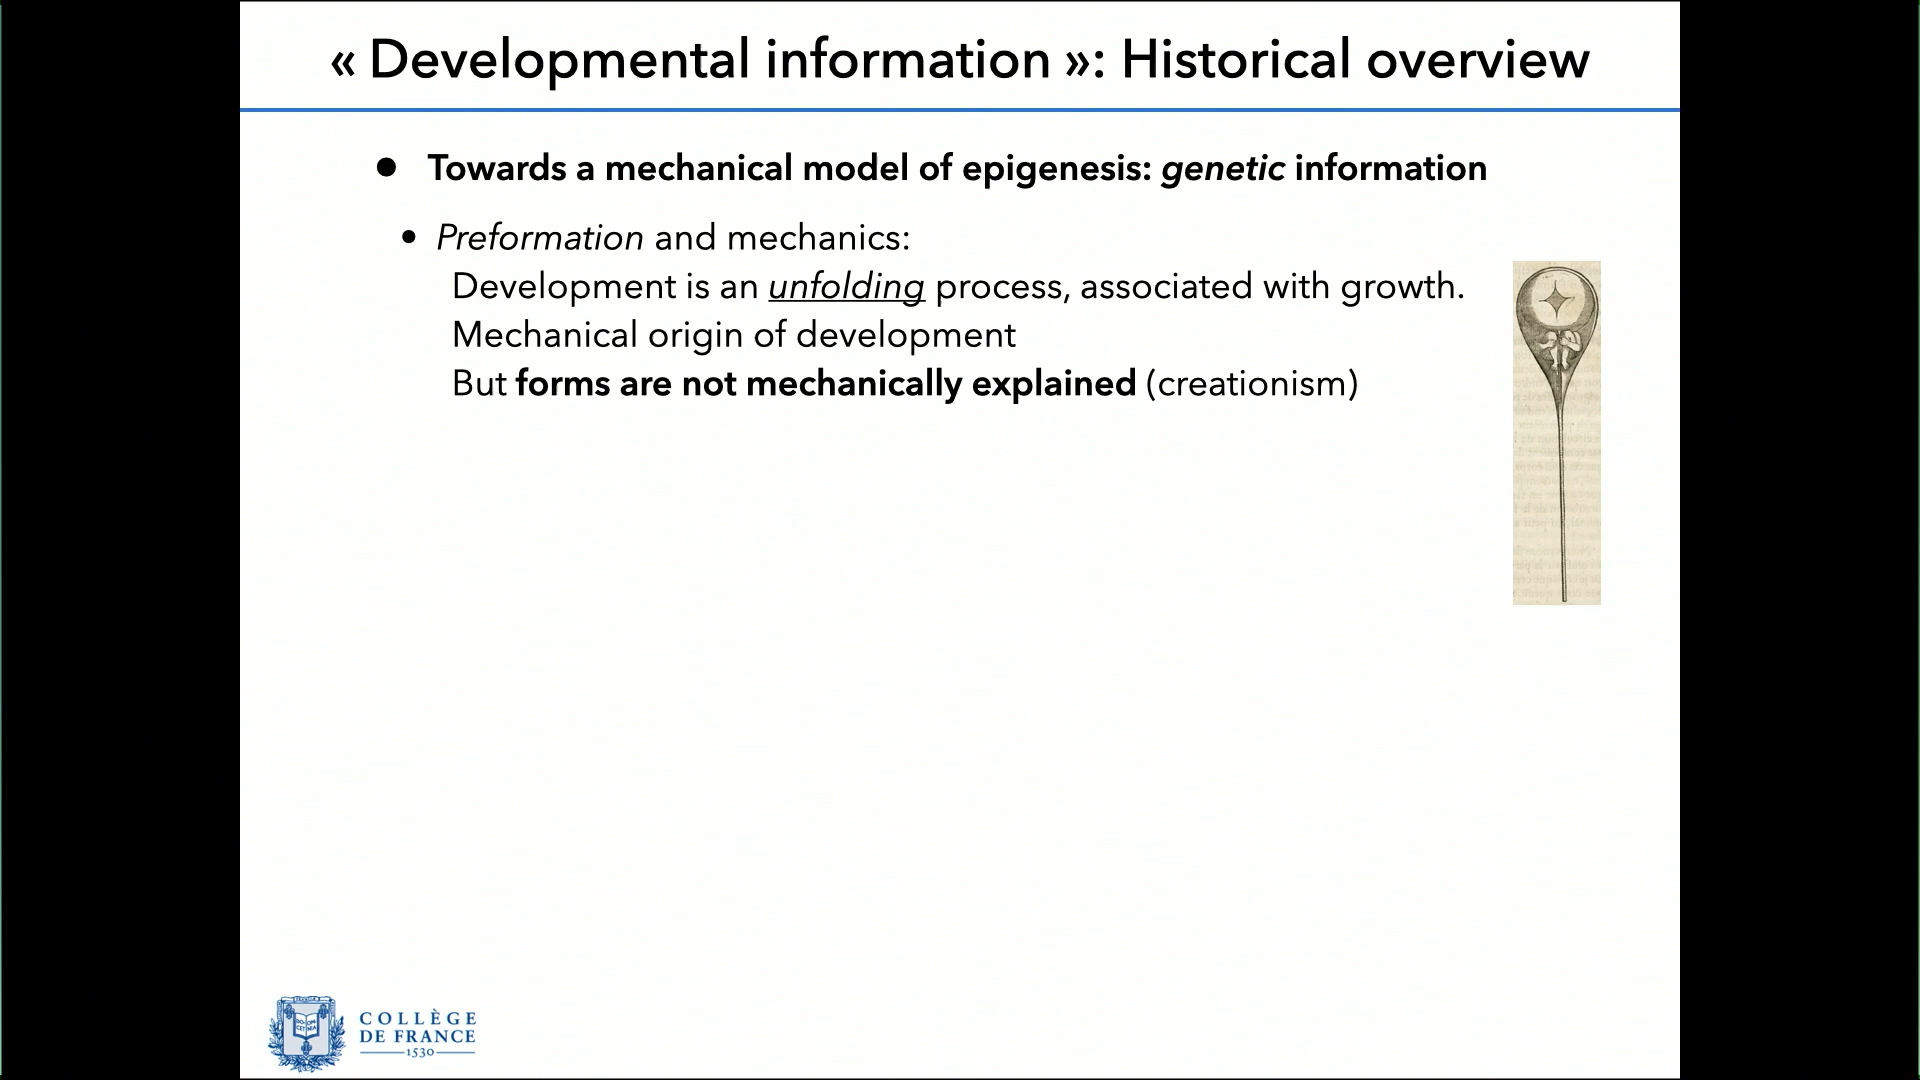 « Developmental information »: Historical overview
● Towards a mechanical model of epigenesis: genetic information
• Preformation and mechanics:
Development is an unfolding process, associated with growth.
Mechanical origin of development
But forms are not mechanically explained (creationism)
COLLÈGE
DE FRANCE
1530